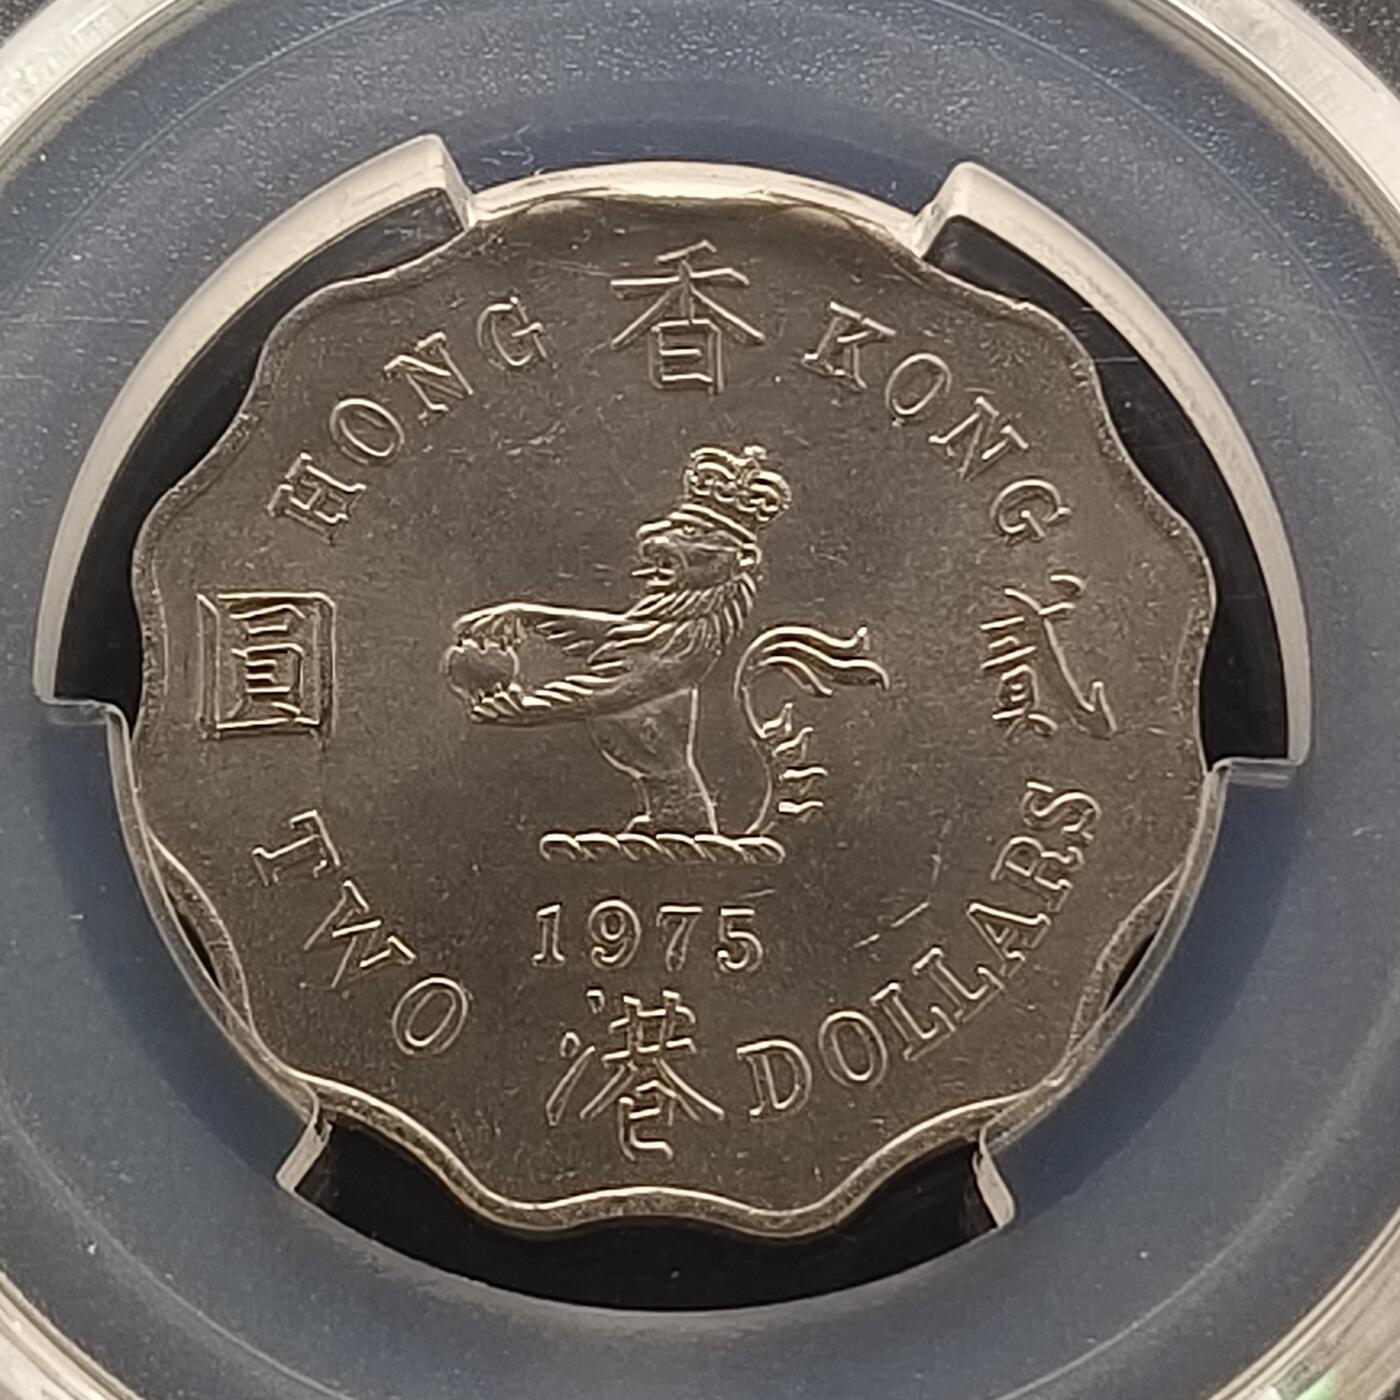 HONG KONG
香
港
貳
圓
1975
TWO DOLLARS